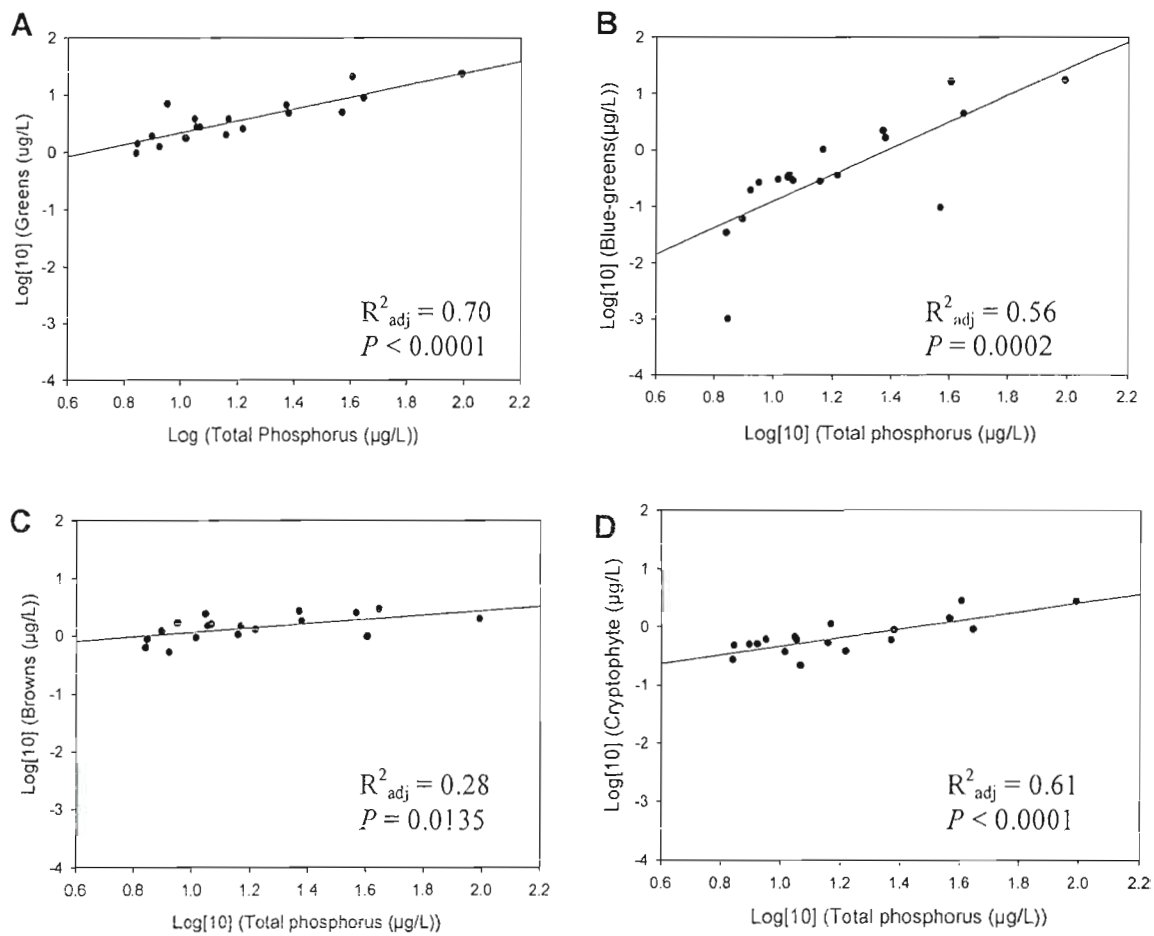 A
Log[10] (Greens (ug/L)
2
1
0
-1
-2
-3
-4
R²adj = 0.70
P < 0.0001
0.6 0.8 1.0 1.2 1.4 1.6 1.8 2.0 2.2
Log (Total Phosphorus (µg/L))
B
Log[10] (Blue-greens(µg/L))
2
1
0
-1
-2
-3
-4
R²adj = 0.56
P = 0.0002
0.6 0.8 1.0 1.2 1.4 1.6 1.8 2.0 2.2
Log[10] (Total phosphorus (µg/L))
C
Log[10] (Browns (µg/L))
2
1
0
-1
-2
-3
-4
R²adj = 0.28
P = 0.0135
0.6 0.8 1.0 1.2 1.4 1.6 1.8 2.0 2.2
Log[10] (Total phosphorus (µg/L))
D
Log[10] (Cryptophyte (µg/L)
2
1
0
-1
-2
-3
-4
R²adj = 0.61
P < 0.0001
0.6 0.8 1.0 1.2 1.4 1.6 1.8 2.0 2.2
Log[10] (Total phosphorus (µg/L))